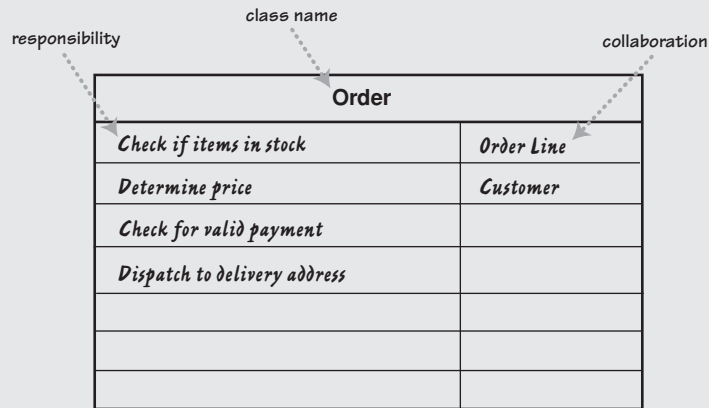 class name
responsibility
collaboration
Order
Check if items in stock
Order Line
Determine price
Customer
Check for valid payment
Dispatch to delivery address